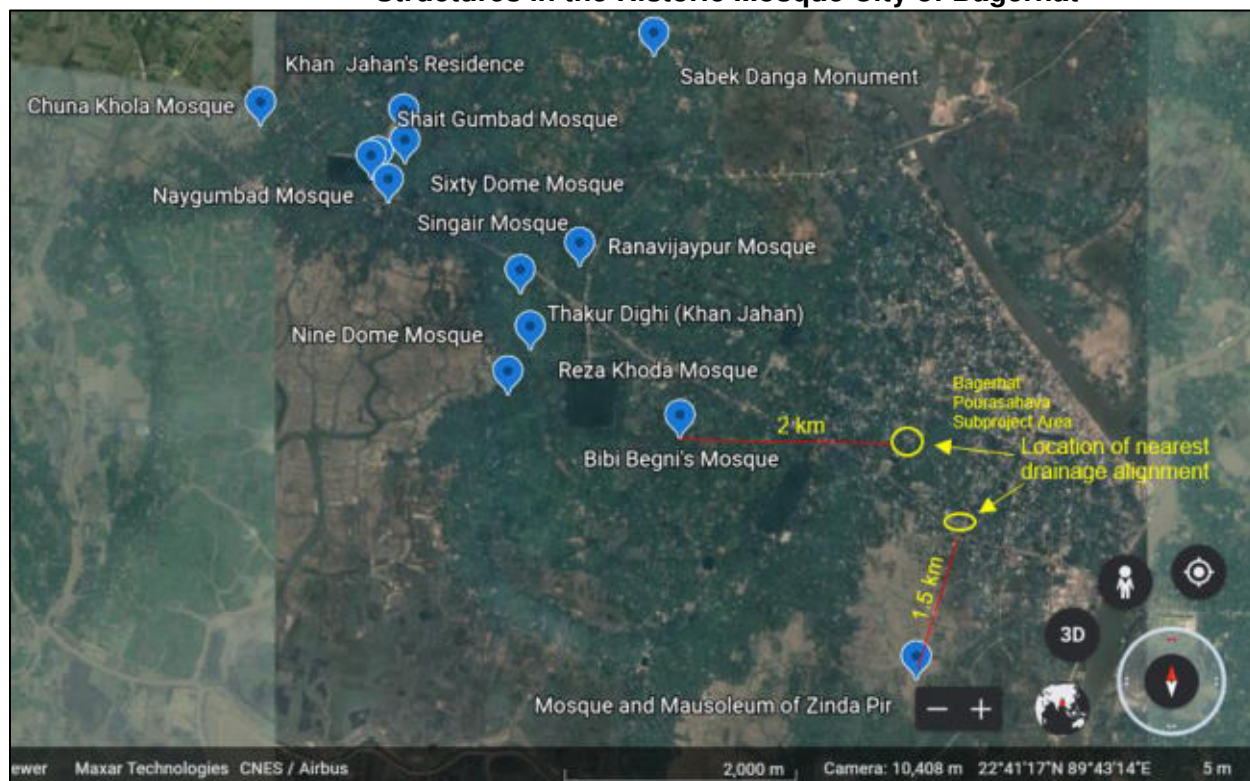 Structures in the Historic Mosque City of Bagerhat
Khan Jahan's Residence
Sabek Danga Monument
Chuna Khola Mosque
Shait Gumbad Mosque
Naygumbad Mosque
Sixty Dome Mosque
Singair Mosque
Ranavijaypur Mosque
Thakur Dighi (Khan Jahan)
Nine Dome Mosque
Reza Khoda Mosque
Bagerhat
Pourasahava
Subproject Area
2 km
Location of nearest
drainage alignment
Bibi Begni's Mosque
1.5 km
3D
Mosque and Mausoleum of Zinda Pir
ewer Maxar Technologies CNES / Airbus 2,000 m Camera: 10,408 m 22°41'17"N 89°43'14"E 5 m